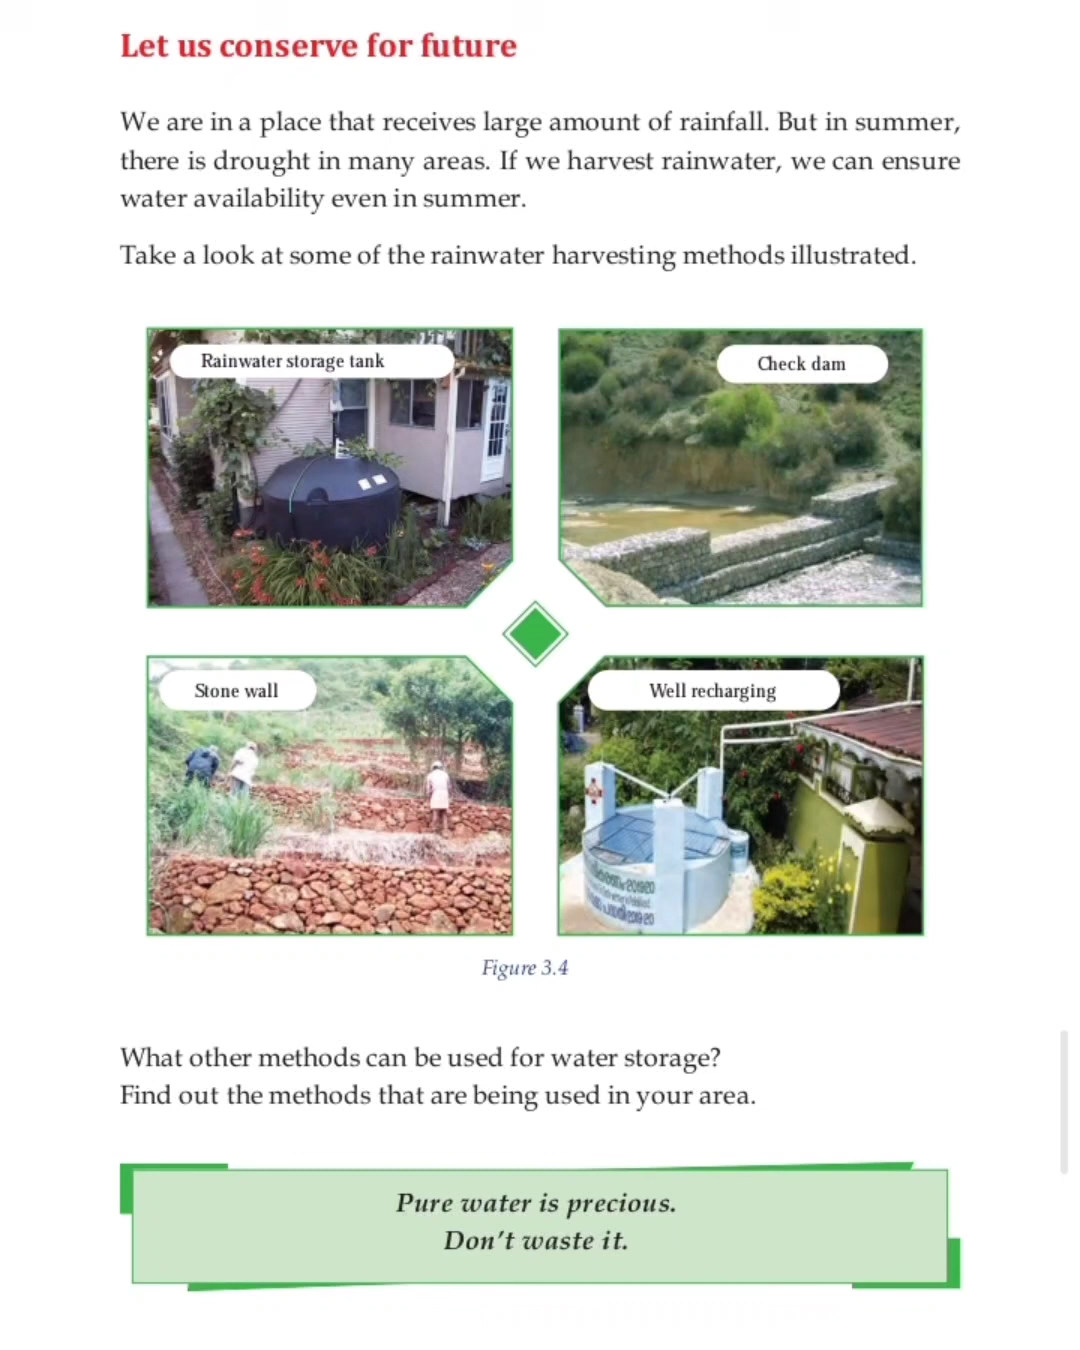 Let us conserve for future
We are in a place that receives large amount of rainfall. But in summer,
there is drought in many areas. If we harvest rainwater, we can ensure
water availability even in summer.
Take a look at some of the rainwater harvesting methods illustrated.
Rainwater storage tank
Check dam
Stone wall
Well recharging
Figure 3.4
What other methods can be used for water storage?
Find out the methods that are being used in your area.
Pure water is precious.
Don't waste it.